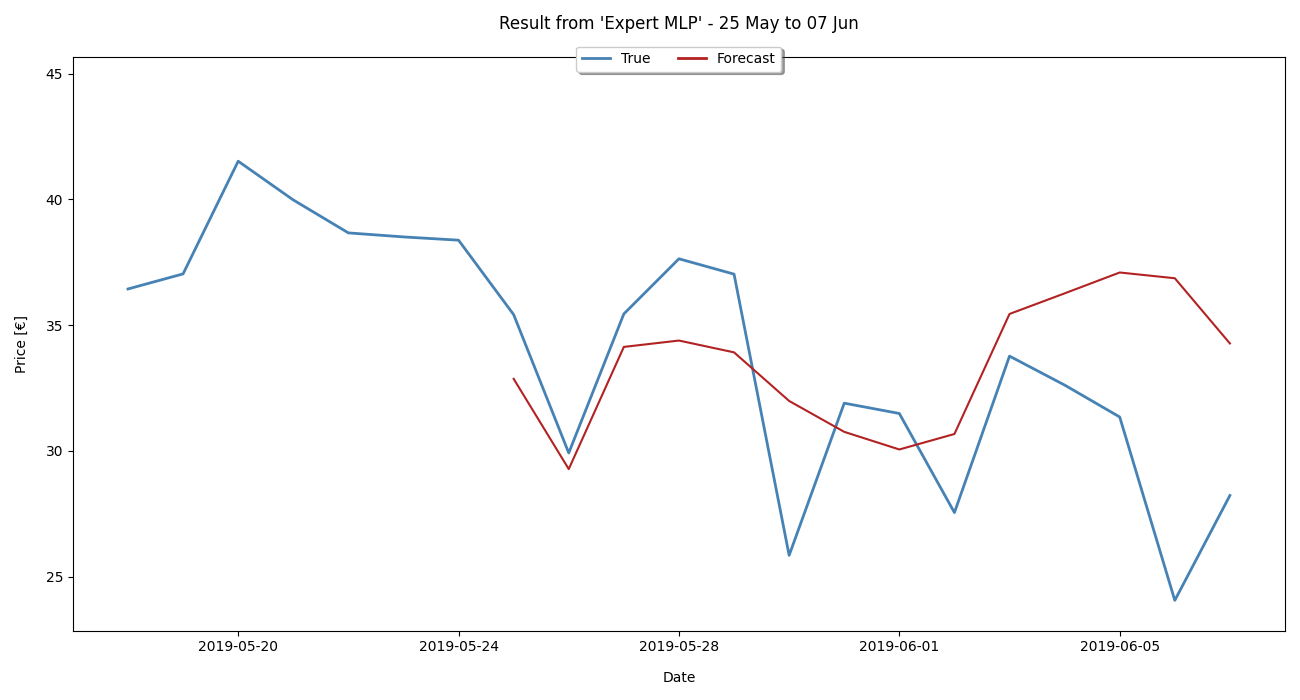 Result from 'Expert MLP' - 25 May to 07 Jun
True Forecast
45
40
35
30
25
Price [€]
2019-05-20 2019-05-24 2019-05-28 2019-06-01 2019-06-05
Date